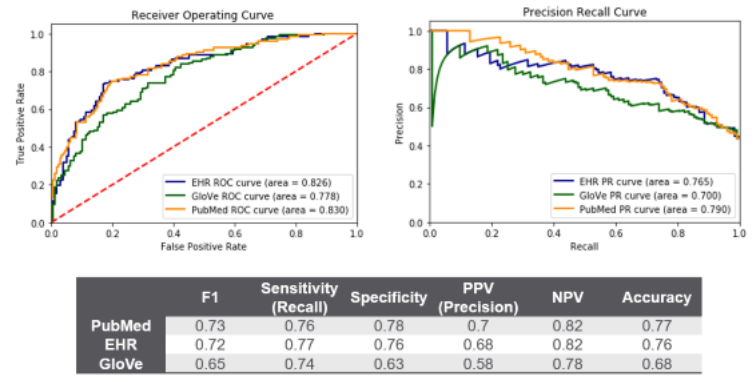 Receiver Operating Curve
1.0
0.8
0.6
0.4
0.2
0.0
True Positive Rate
EHR ROC curve (area = 0.826)
GloVe ROC curve (area = 0.778)
PubMed ROC curve (area = 0.830)
0.0 0.2 0.4 0.6 0.8 1.0
False Positive Rate
Precision Recall Curve
1.0
0.8
0.6
0.4
0.2
0.0
Precision
EHR PR curve (area = 0.765)
GloVe PR curve (area = 0.700)
PubMed PR curve (area = 0.790)
0.0 0.2 0.4 0.6 0.8 1.0
Recall
F1 Sensitivity (Recall) Specificity PPV (Precision) NPV Accuracy
PubMed 0.73 0.76 0.78 0.7 0.82 0.77
EHR 0.72 0.77 0.76 0.68 0.82 0.76
GloVe 0.65 0.74 0.63 0.58 0.78 0.68